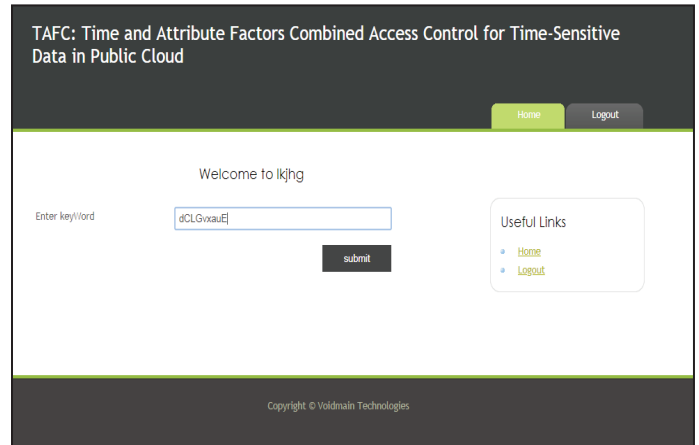 TAFC: Time and Attribute Factors Combined Access Control for Time-Sensitive
Data in Public Cloud
Home
Logout
Welcome to lkjhg
Enter keyWord
dCLGvxauE
submit
Useful Links
Home
Logout
Copyright © Voidmain Technologies